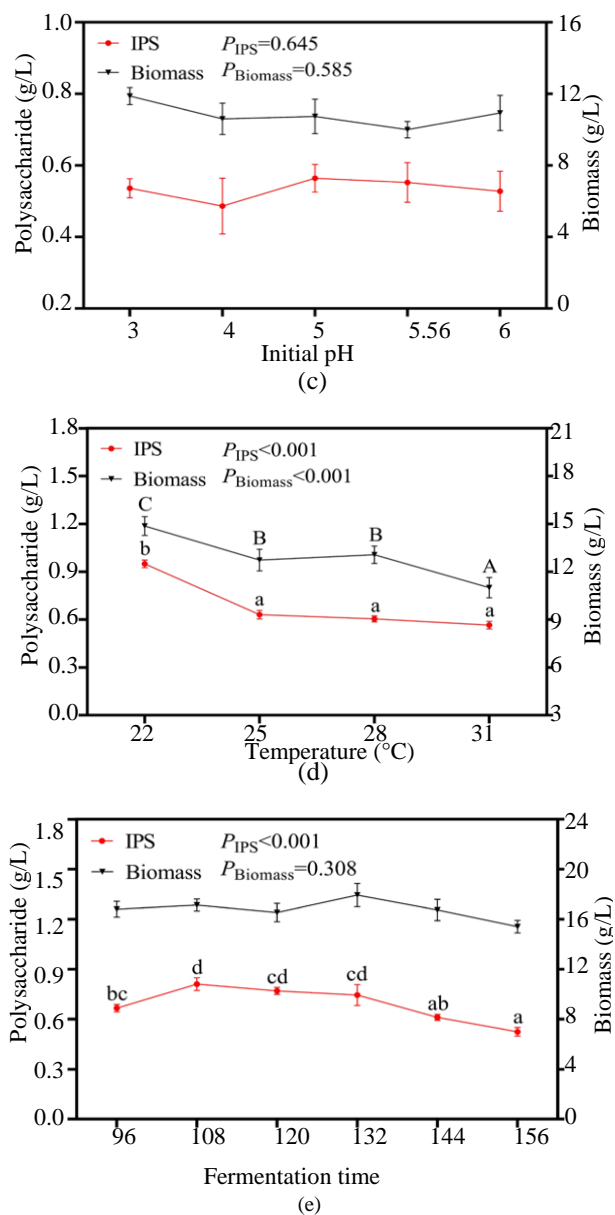 1.0
0.8
0.6
0.4
0.2
Polysaccharide (g/L)
IPS
Biomass
P_IPS=0.645
P_Biomass=0.585
16
12
8
4
0
Biomass (g/L)
3 4 5 5.56 6
Initial pH
(c)
1.8
1.5
1.2
0.9
0.6
0.3
0.0
Polysaccharide (g/L)
IPS
Biomass
P_IPS<0.001
P_Biomass<0.001
C B B A
b a a a
21
18
15
12
9
6
3
Biomass (g/L)
22 25 28 31
Temperature (°C)
(d)
1.8
1.5
1.2
0.9
0.6
0.3
0.0
Polysaccharide (g/L)
IPS
Biomass
P_IPS<0.001
P_Biomass=0.308
bc d cd cd ab a
24
20
16
12
8
4
0
Biomass (g/L)
96 108 120 132 144 156
Fermentation time
(e)